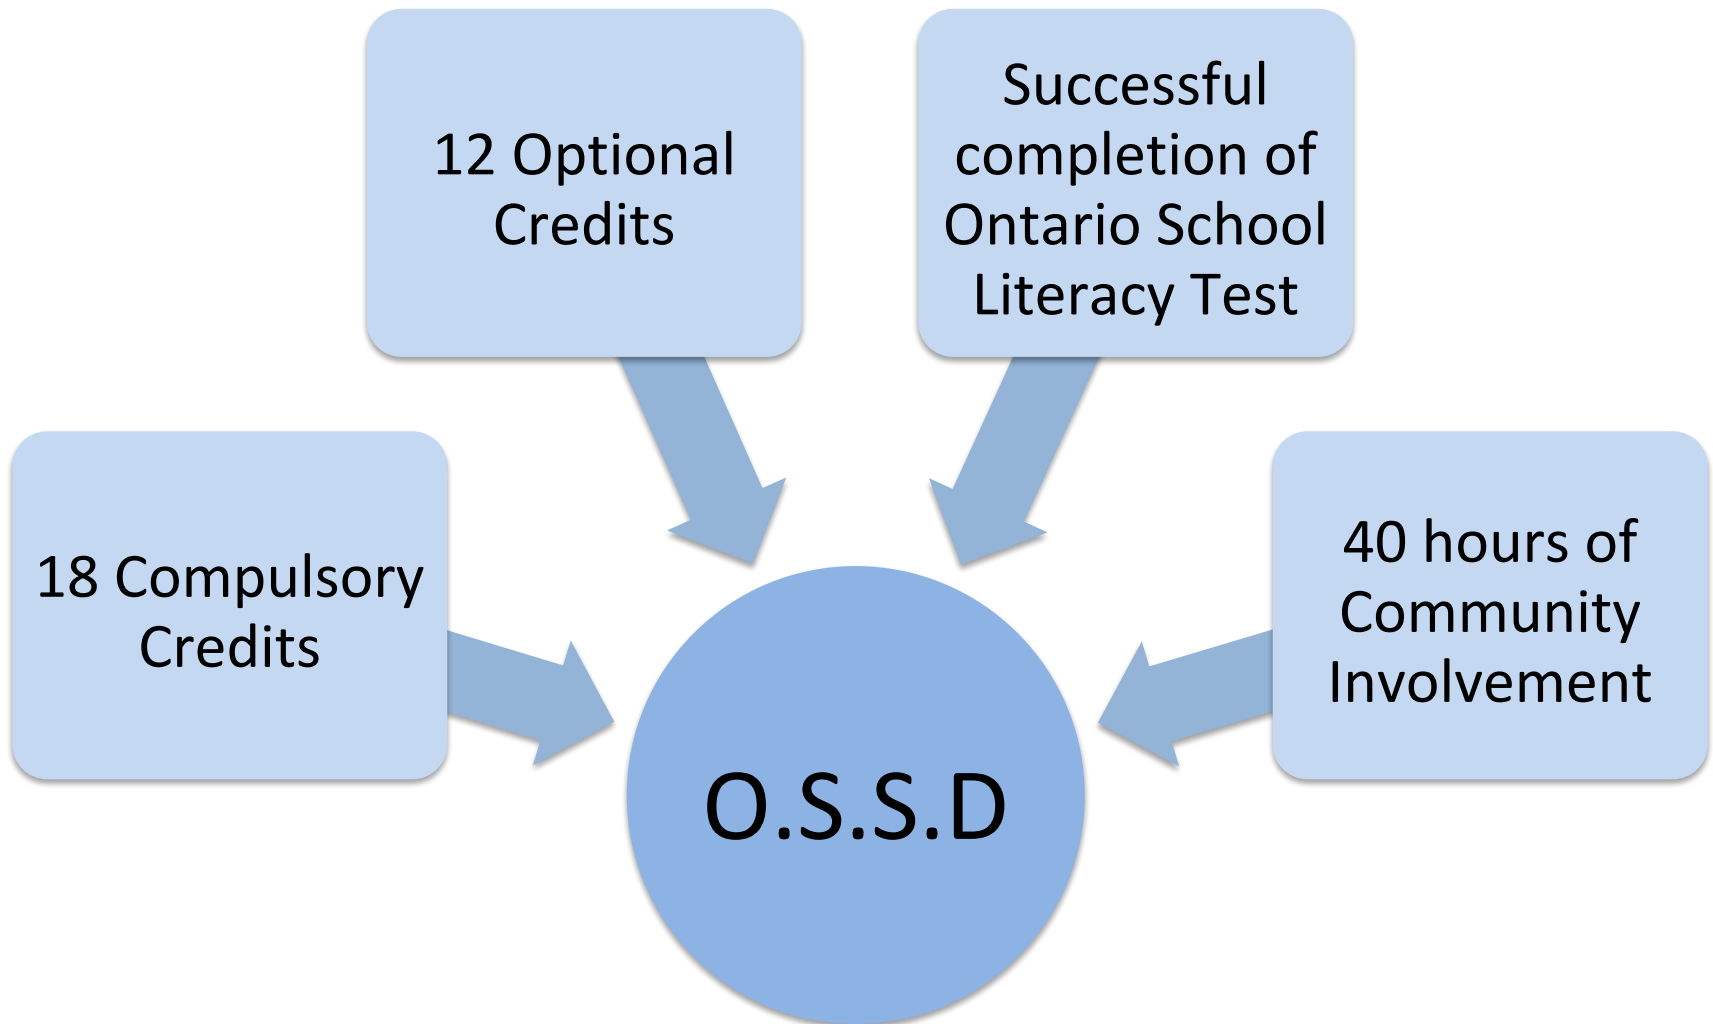 12 Optional
Credits
Successful
completion of
Ontario School
Literacy Test
18 Compulsory
Credits
40 hours of
Community
Involvement
O.S.S.D